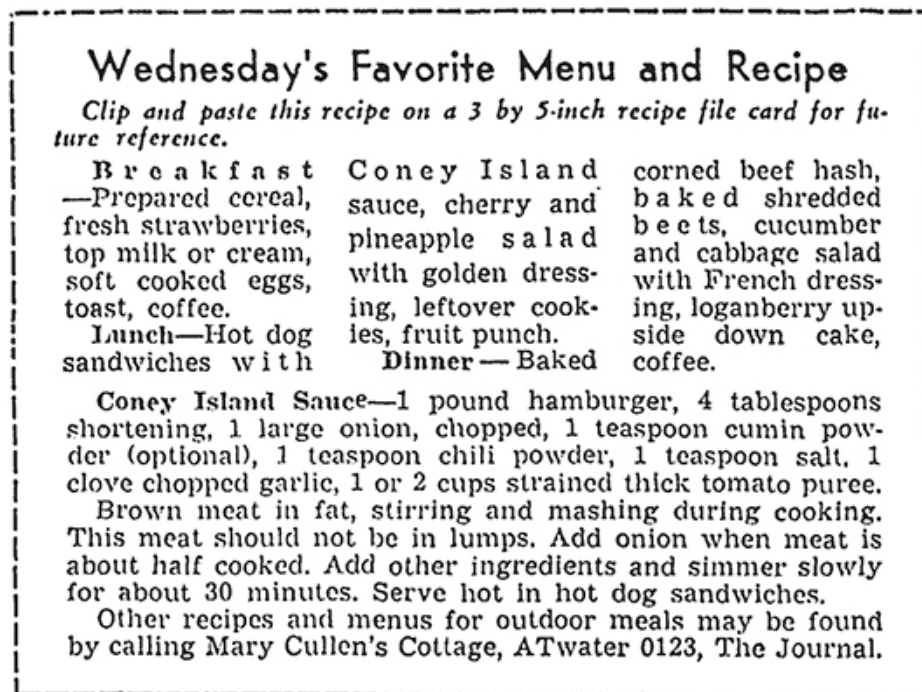 Wednesday's Favorite Menu and Recipe
Clip and paste this recipe on a 3 by 5-inch recipe file card for fu-
ture reference.
Breakfast
—Prepared cereal,
fresh strawberries,
top milk or cream,
soft cooked eggs,
toast, coffee.
Lunch—Hot dog
sandwiches with
Coney Island
sauce, cherry and
pineapple salad
with golden dress-
ing, leftover cook-
ies, fruit punch.
Dinner—Baked
corned beef hash,
baked shredded
beets, cucumber
and cabbage salad
with French dress-
ing, loganberry up-
side down cake,
coffee.
Coney Island Sauce—1 pound hamburger, 4 tablespoons
shortening, 1 large onion, chopped, 1 teaspoon cumin pow-
der (optional), 1 teaspoon chili powder, 1 teaspoon salt, 1
clove chopped garlic, 1 or 2 cups strained thick tomato puree.
Brown meat in fat, stirring and mashing during cooking.
This meat should not be in lumps. Add onion when meat is
about half cooked. Add other ingredients and simmer slowly
for about 30 minutes. Serve hot in hot dog sandwiches.
Other recipes and menus for outdoor meals may be found
by calling Mary Cullen's Cottage, ATwater 0123, The Journal.